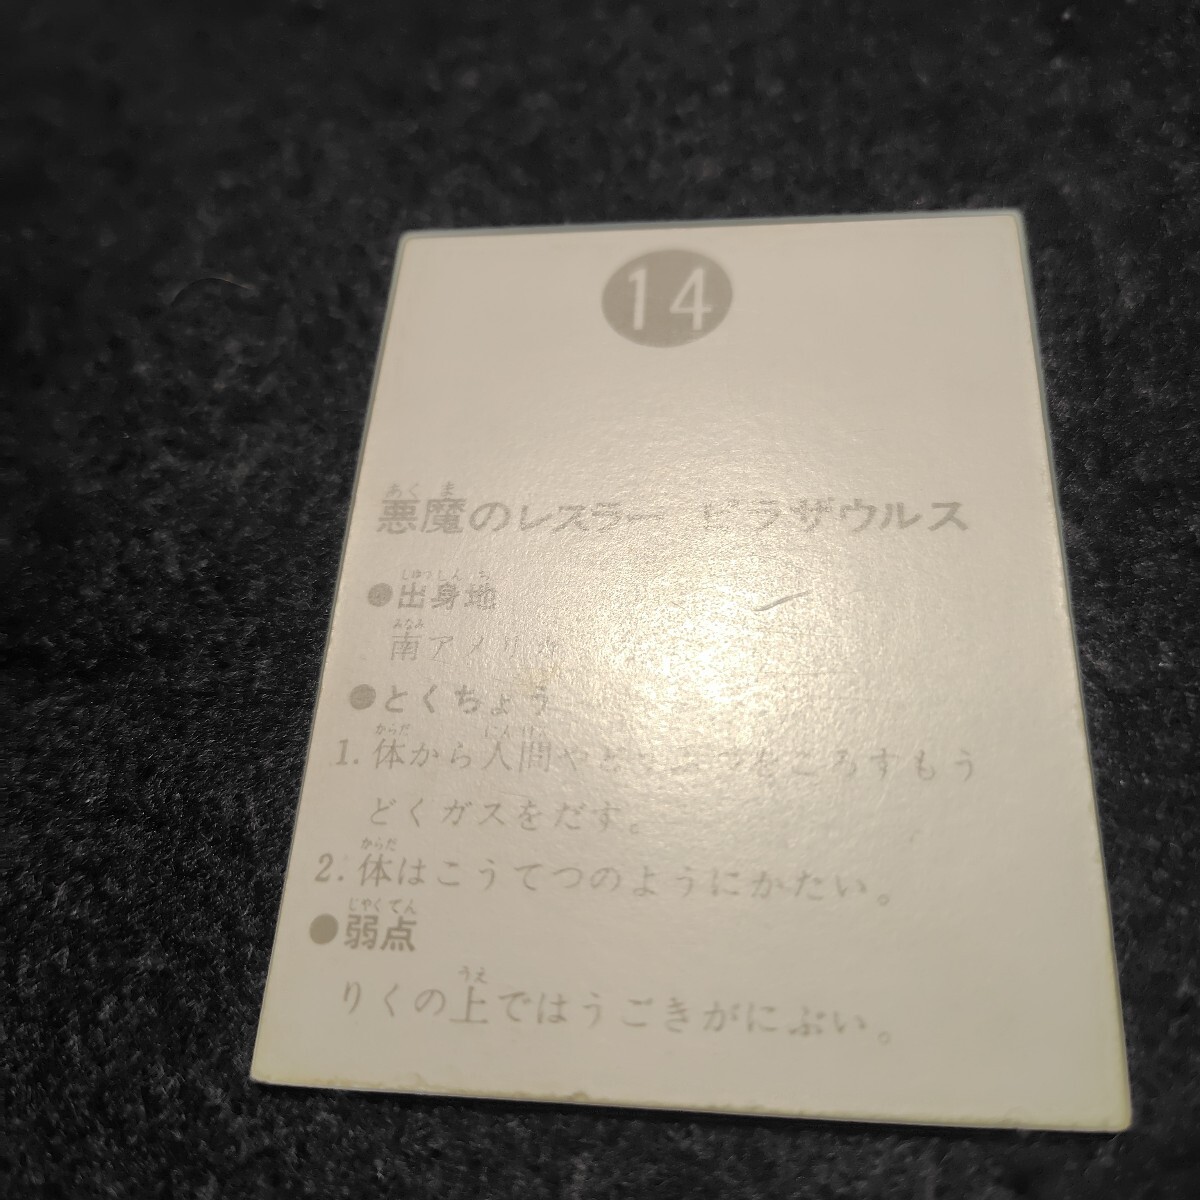 14
悪魔のレスラー ピラザウルス
●出身地
南アメリカ
●とくちょう
1.体から人間やどうぶつをころすもう
どくガスをだす。
2.体はこうてつのようにかたい。
●弱点
りくの上ではうごきがにぶい。